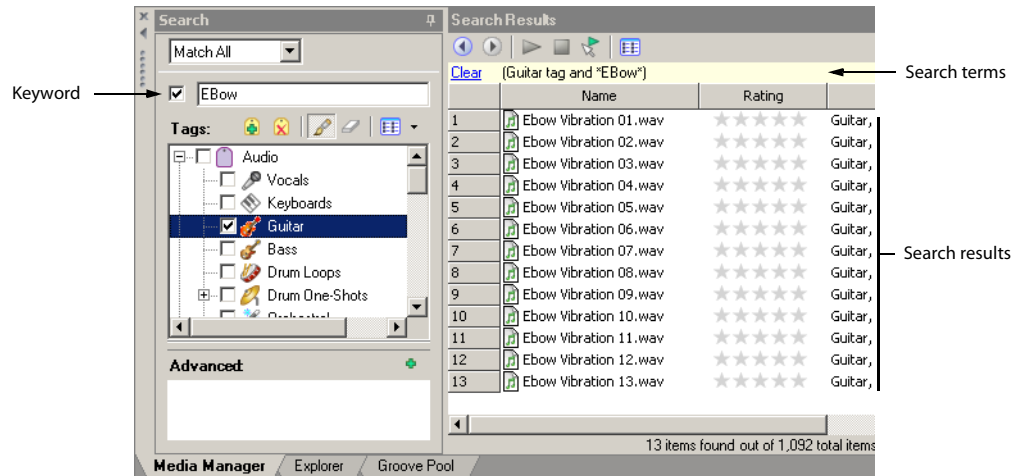 Search
Match All
Keyword
EBow
Tags:
Audio
Vocals
Keyboards
Guitar
Bass
Drum Loops
Drum One-Shots
Advanced
Search Results
Clear (Guitar tag and *EBow*)
Search terms
Name Rating
1 Ebow Vibration 01.wav Guitar,
2 Ebow Vibration 02.wav Guitar,
3 Ebow Vibration 03.wav Guitar,
4 Ebow Vibration 04.wav Guitar,
5 Ebow Vibration 05.wav Guitar,
6 Ebow Vibration 06.wav Guitar,
7 Ebow Vibration 07.wav Guitar,
8 Ebow Vibration 08.wav Guitar,
9 Ebow Vibration 09.wav Guitar,
10 Ebow Vibration 10.wav Guitar,
11 Ebow Vibration 11.wav Guitar,
12 Ebow Vibration 12.wav Guitar,
13 Ebow Vibration 13.wav Guitar,
Search results
13 items found out of 1,092 total items
Media Manager Explorer Groove Pool